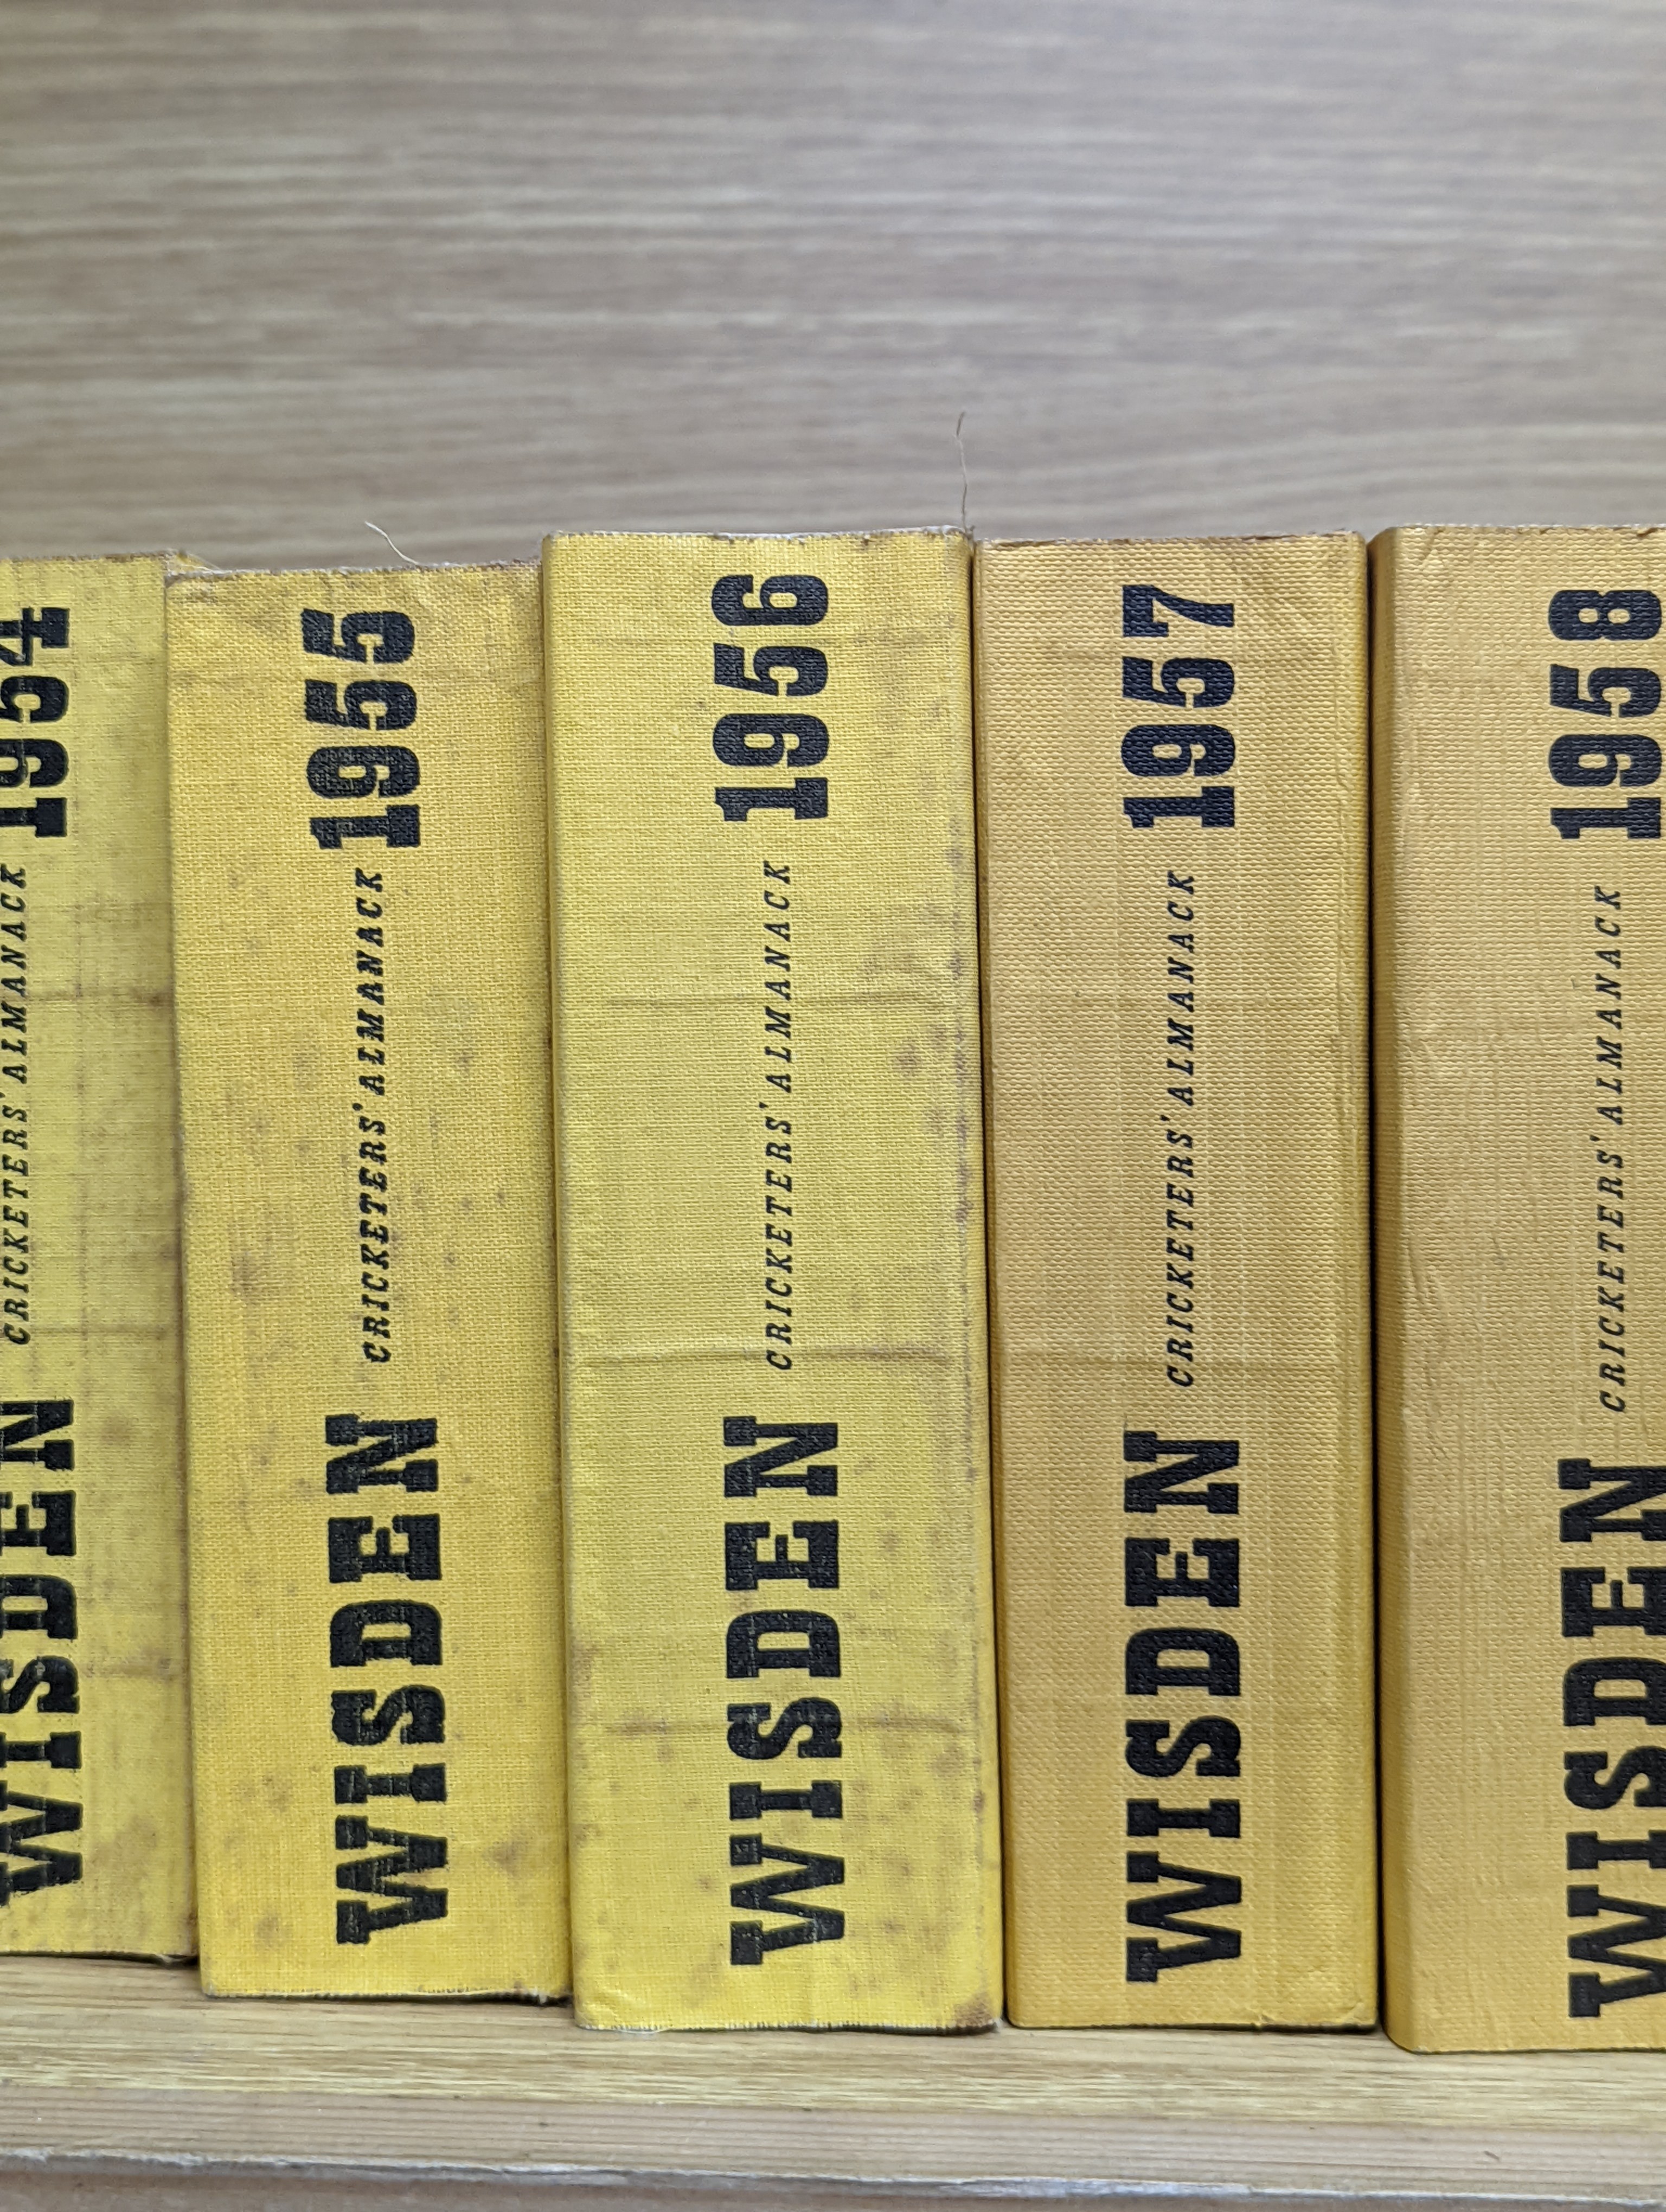 WISDEN CRICKETERS' ALMANACK 1954
WISDEN CRICKETERS' ALMANACK 1955
WISDEN CRICKETERS' ALMANACK 1956
WISDEN CRICKETERS' ALMANACK 1957
WISDEN CRICKETERS' ALMANACK 1958